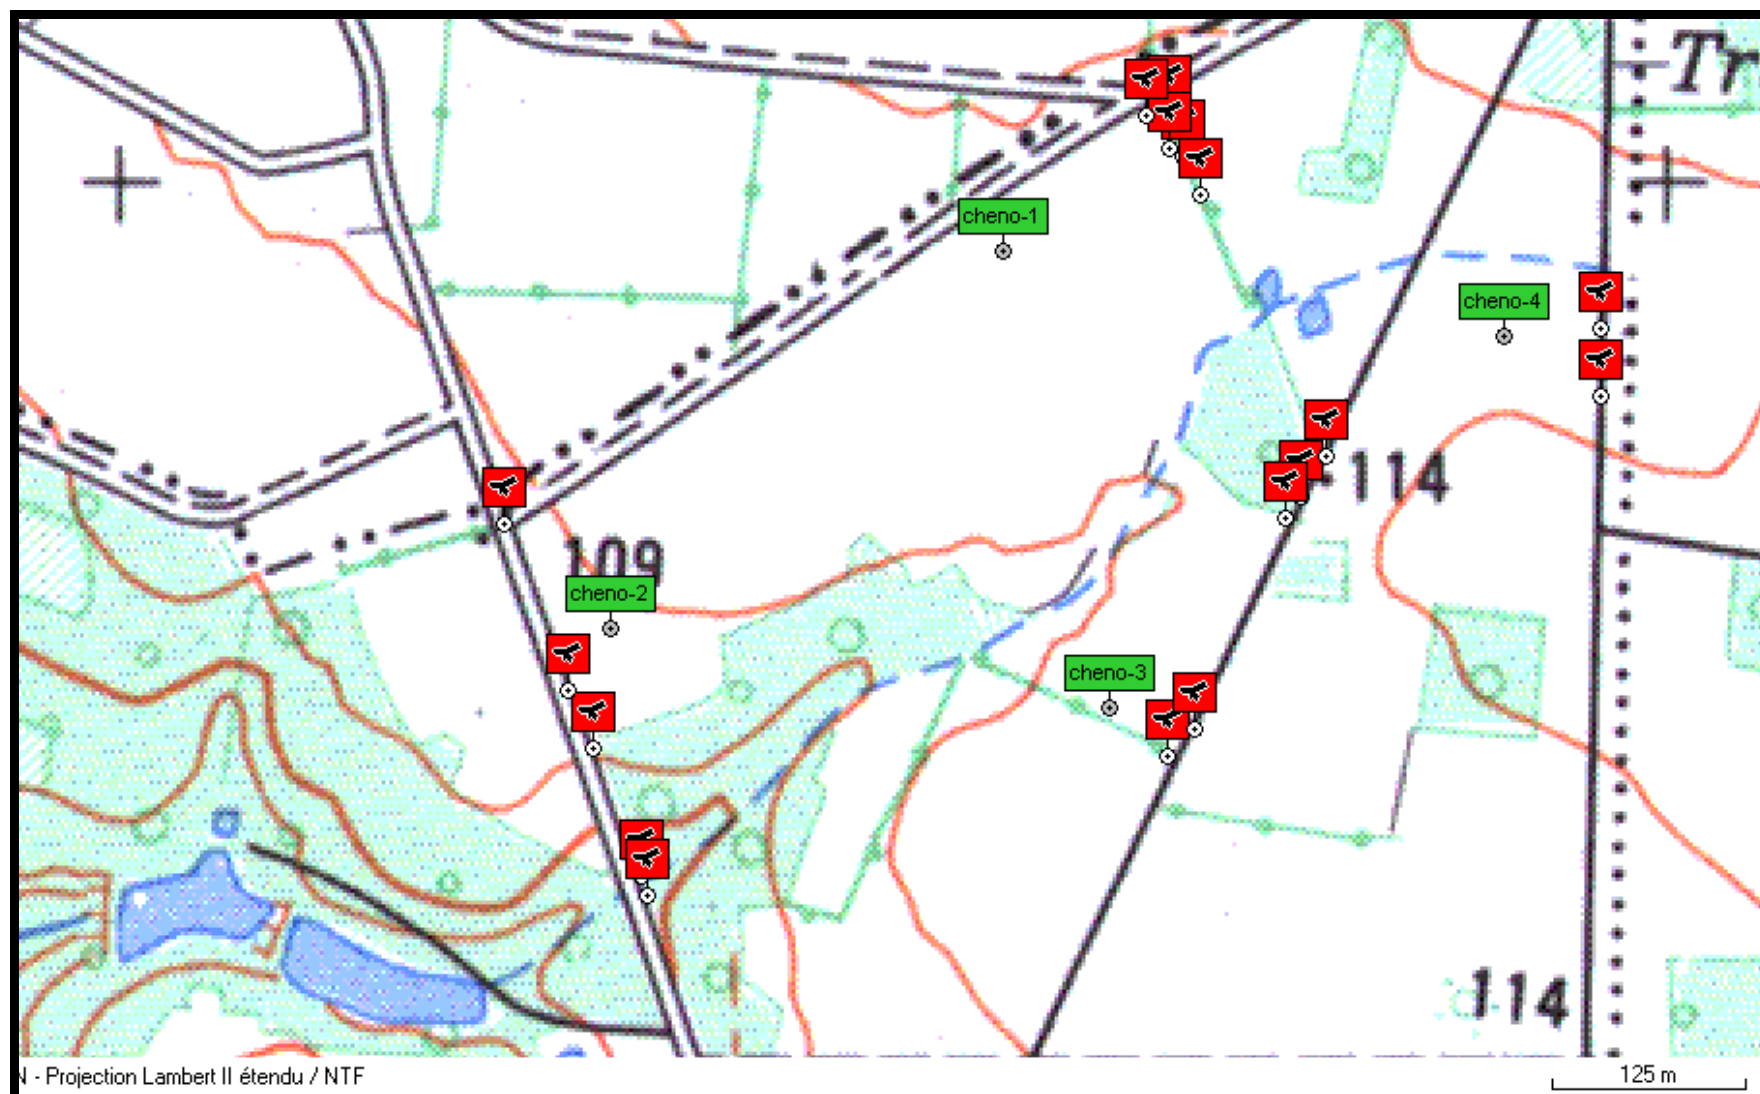 Tr
cheno-1
cheno-4
114
109
cheno-2
cheno-3
114
N - Projection Lambert II étendu / NTF
125 m